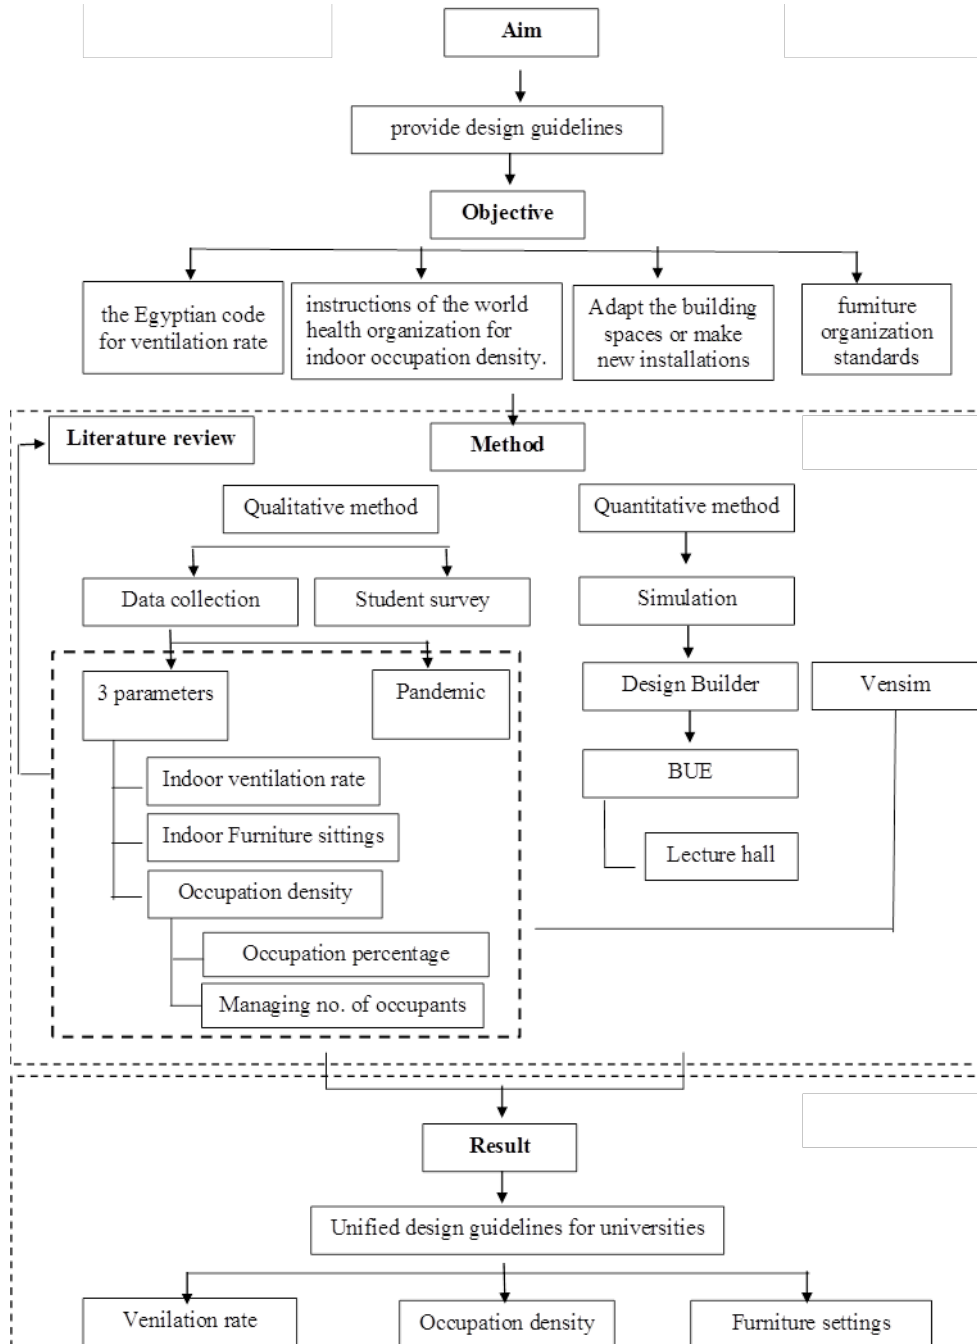 Aim
provide design guidelines
Objective
the Egyptian code
for ventilation rate
instructions of the world
health organization for
indoor occupation density.
Adapt the building
spaces or make
new installations
furniture
organization
standards
Literature review
Method
Qualitative method
Quantitative method
Data collection
Student survey
Simulation
3 parameters
Pandemic
Design Builder
Vensim
Indoor ventilation rate
BUE
Indoor Furniture sittings
Lecture hall
Occupation density
Occupation percentage
Managing no. of occupants
Result
Unified design guidelines for universities
Venilation rate
Occupation density
Furniture settings